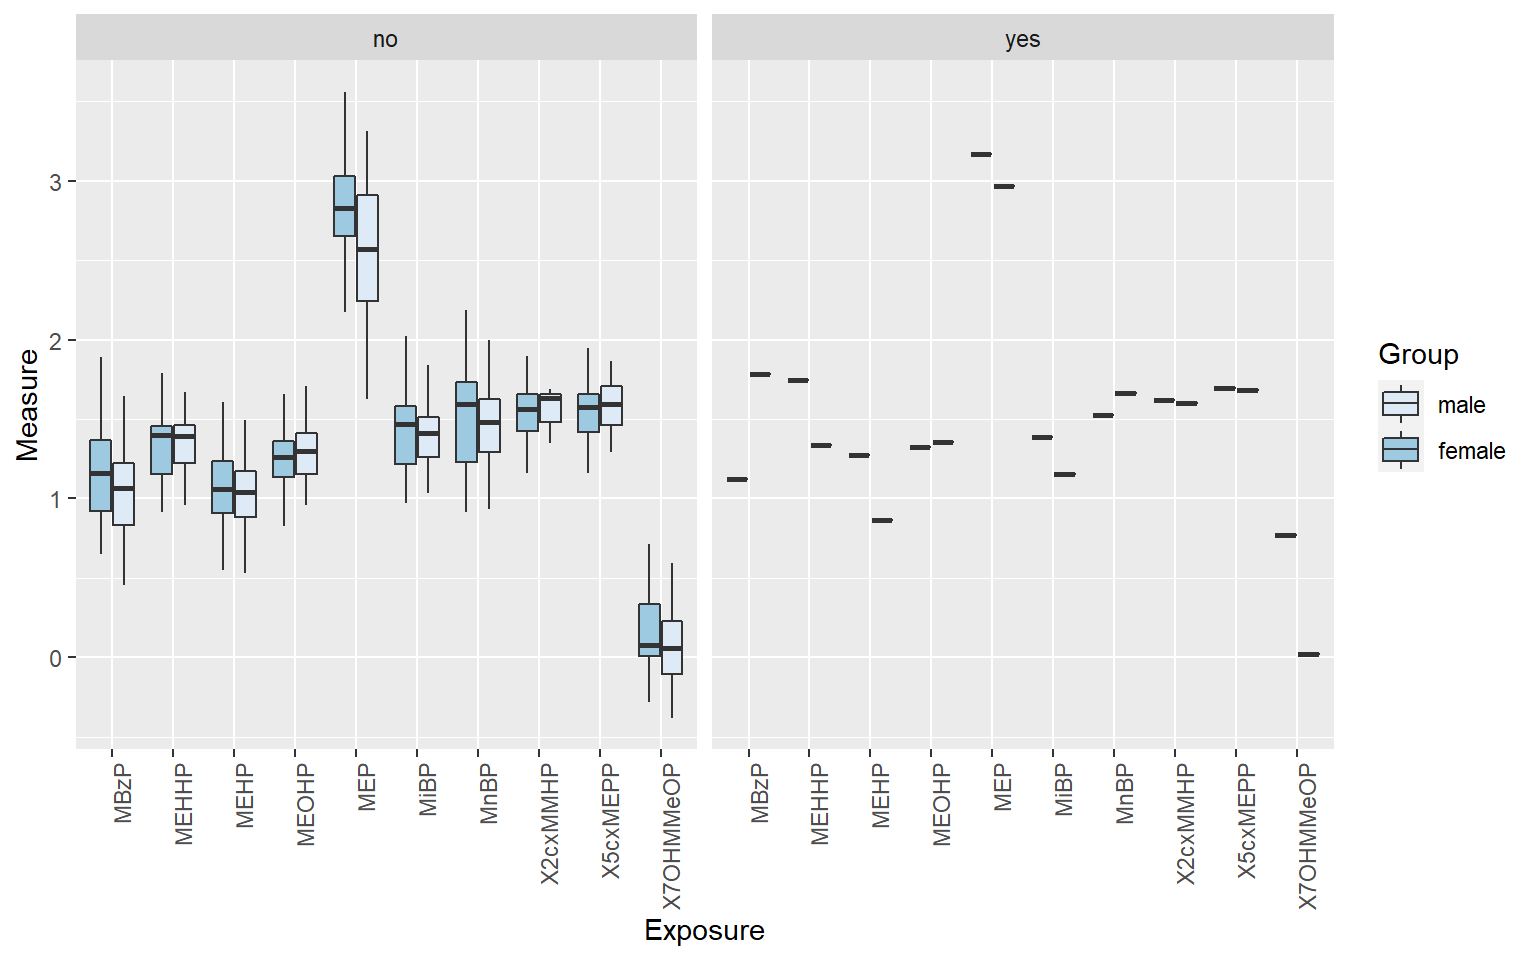 no
yes
3
2
1
0
Measure
MBzP
MEHHP
MEHP
MEOHP
MEP
MiBP
MnBP
X2cxMMHP
X5cxMEPP
X7OHMMeOP
MBzP
MEHHP
MEHP
MEOHP
MEP
MiBP
MnBP
X2cxMMHP
X5cxMEPP
X7OHMMeOP
Exposure
Group
male
female